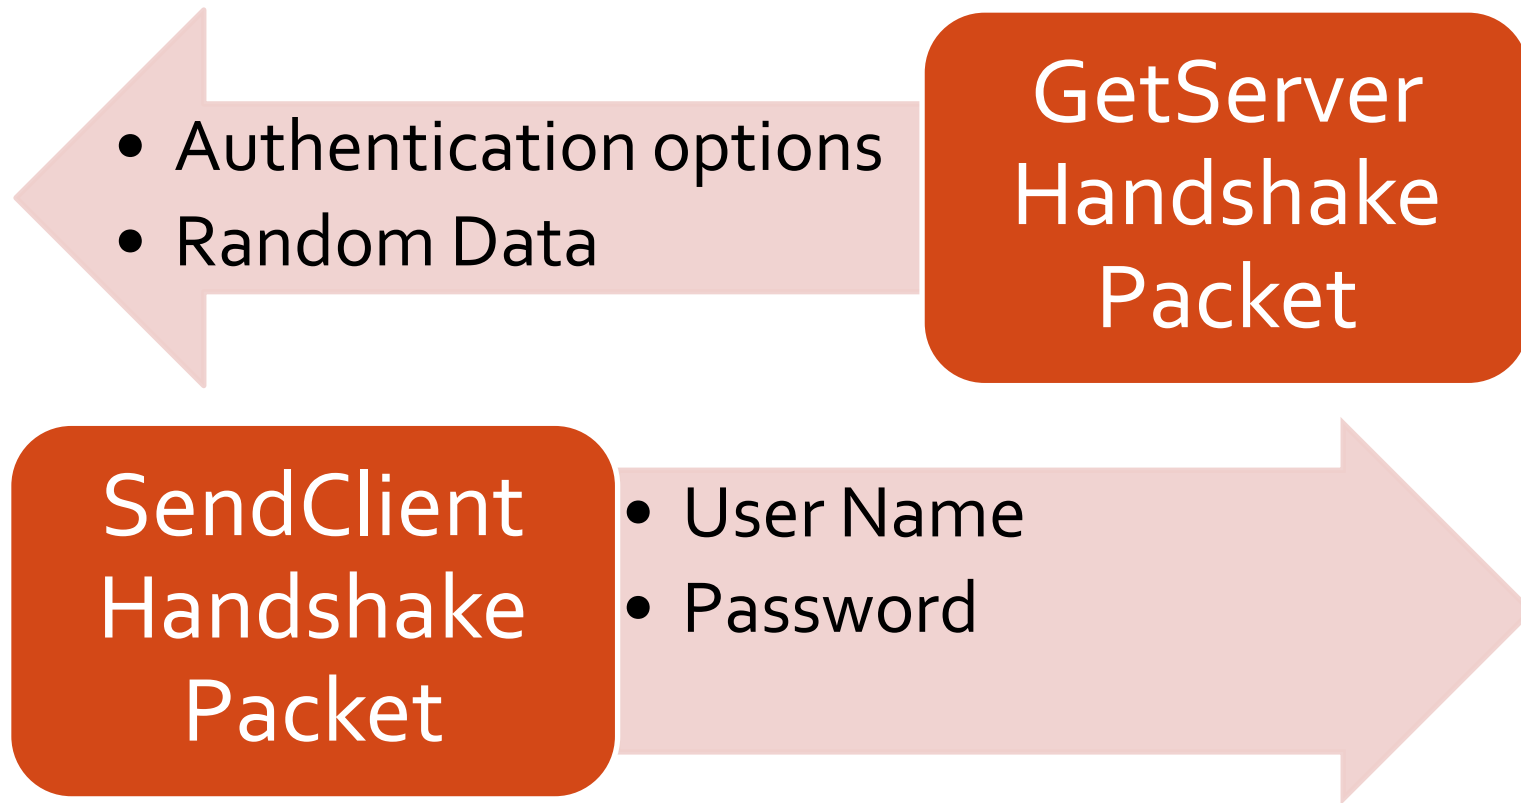 • Authentication options
• Random Data
GetServer
Handshake
Packet
SendClient
Handshake
Packet
• User Name
• Password